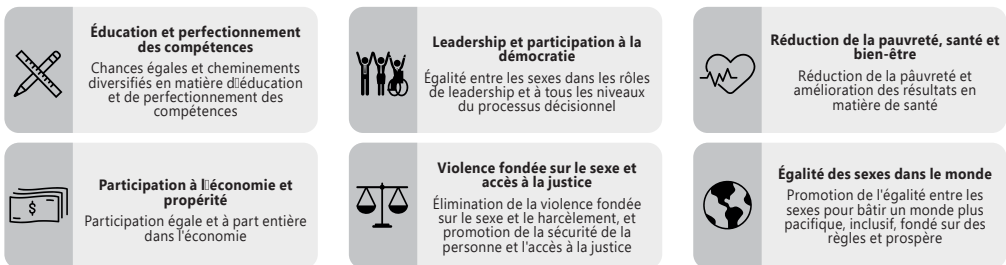 Éducation et perfectionnement
des compétences
Chances égales et cheminements
diversifiés en matière d▯éducation
et de perfectionnement des
compétences
Leadership et participation à la
démocratie
Égalité entre les sexes dans les rôles
de leadership et à tous les niveaux
du processus décisionnel
Réduction de la pauvreté, santé et
bien-être
Réduction de la pâuvreté et
amélioration des résultats en
matière de santé
$
Participation à l▯économie et
propérité
Participation égale et à part entière
dans l'économie
Violence fondée sur le sexe et
accès à la justice
Élimination de la violence fondée
sur le sexe et le harcèlement, et
promotion de la sécurité de la
personne et l'accès à la justice
Égalité des sexes dans le monde
Promotion de l'égalité entre les
sexes pour bâtir un monde plus
pacifique, inclusif, fondé sur des
règles et prospère